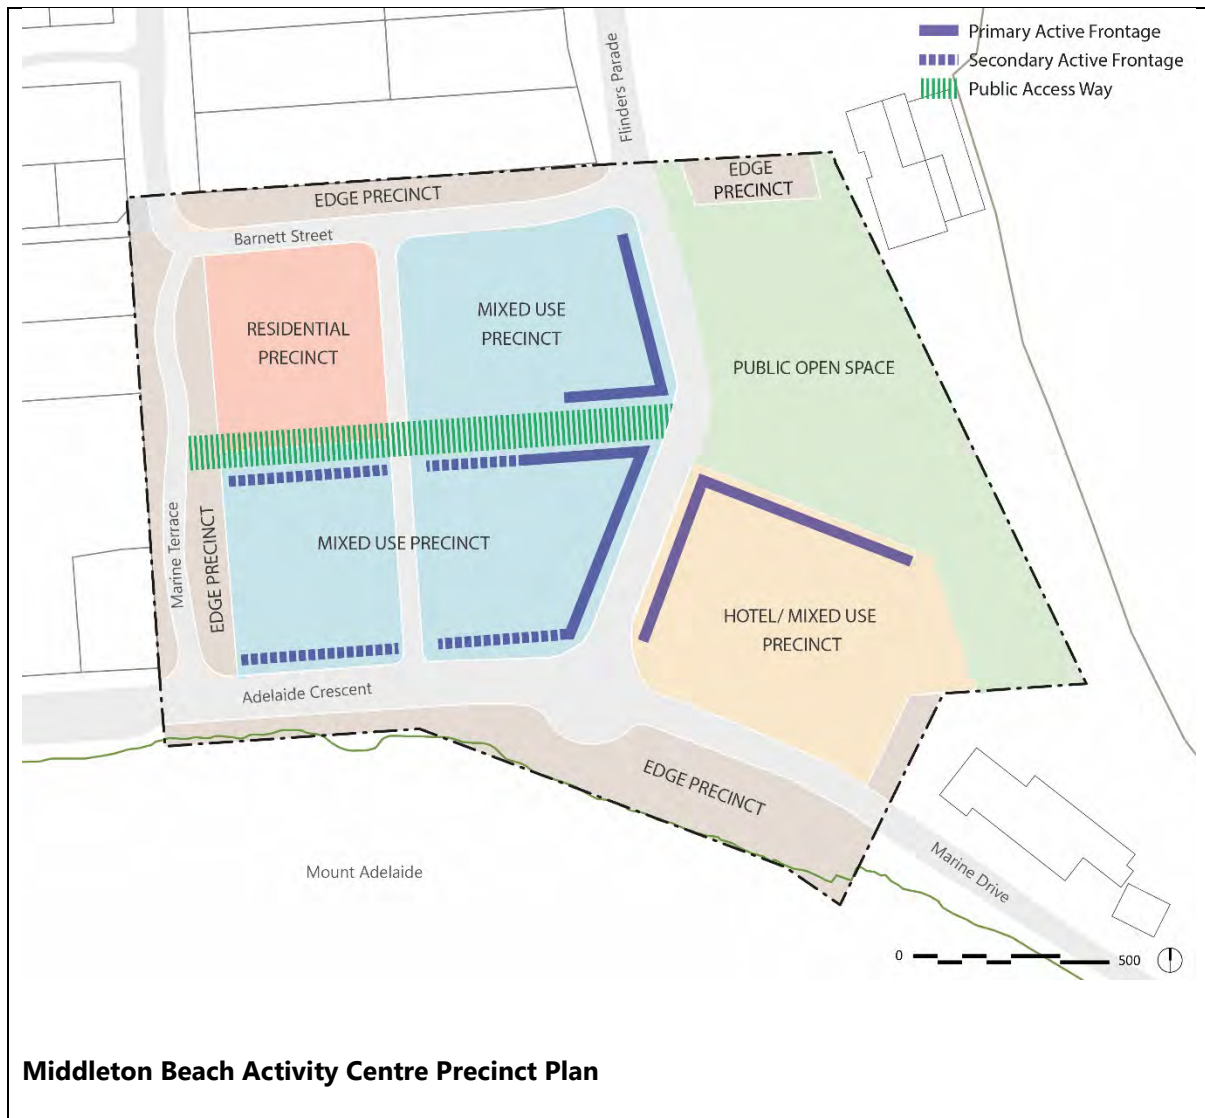 Primary Active Frontage
Secondary Active Frontage
Public Access Way
Flinders Parade
EDGE
PRECINCT
EDGE PRECINCT
Barnett Street
RESIDENTIAL
PRECINCT
MIXED USE
PRECINCT
PUBLIC OPEN SPACE
Marine Terrace
EDGE PRECINCT
MIXED USE PRECINCT
HOTEL/ MIXED USE
PRECINCT
Adelaide Crescent
EDGE PRECINCT
Mount Adelaide
Marine Drive
0
500
Middleton Beach Activity Centre Precinct Plan